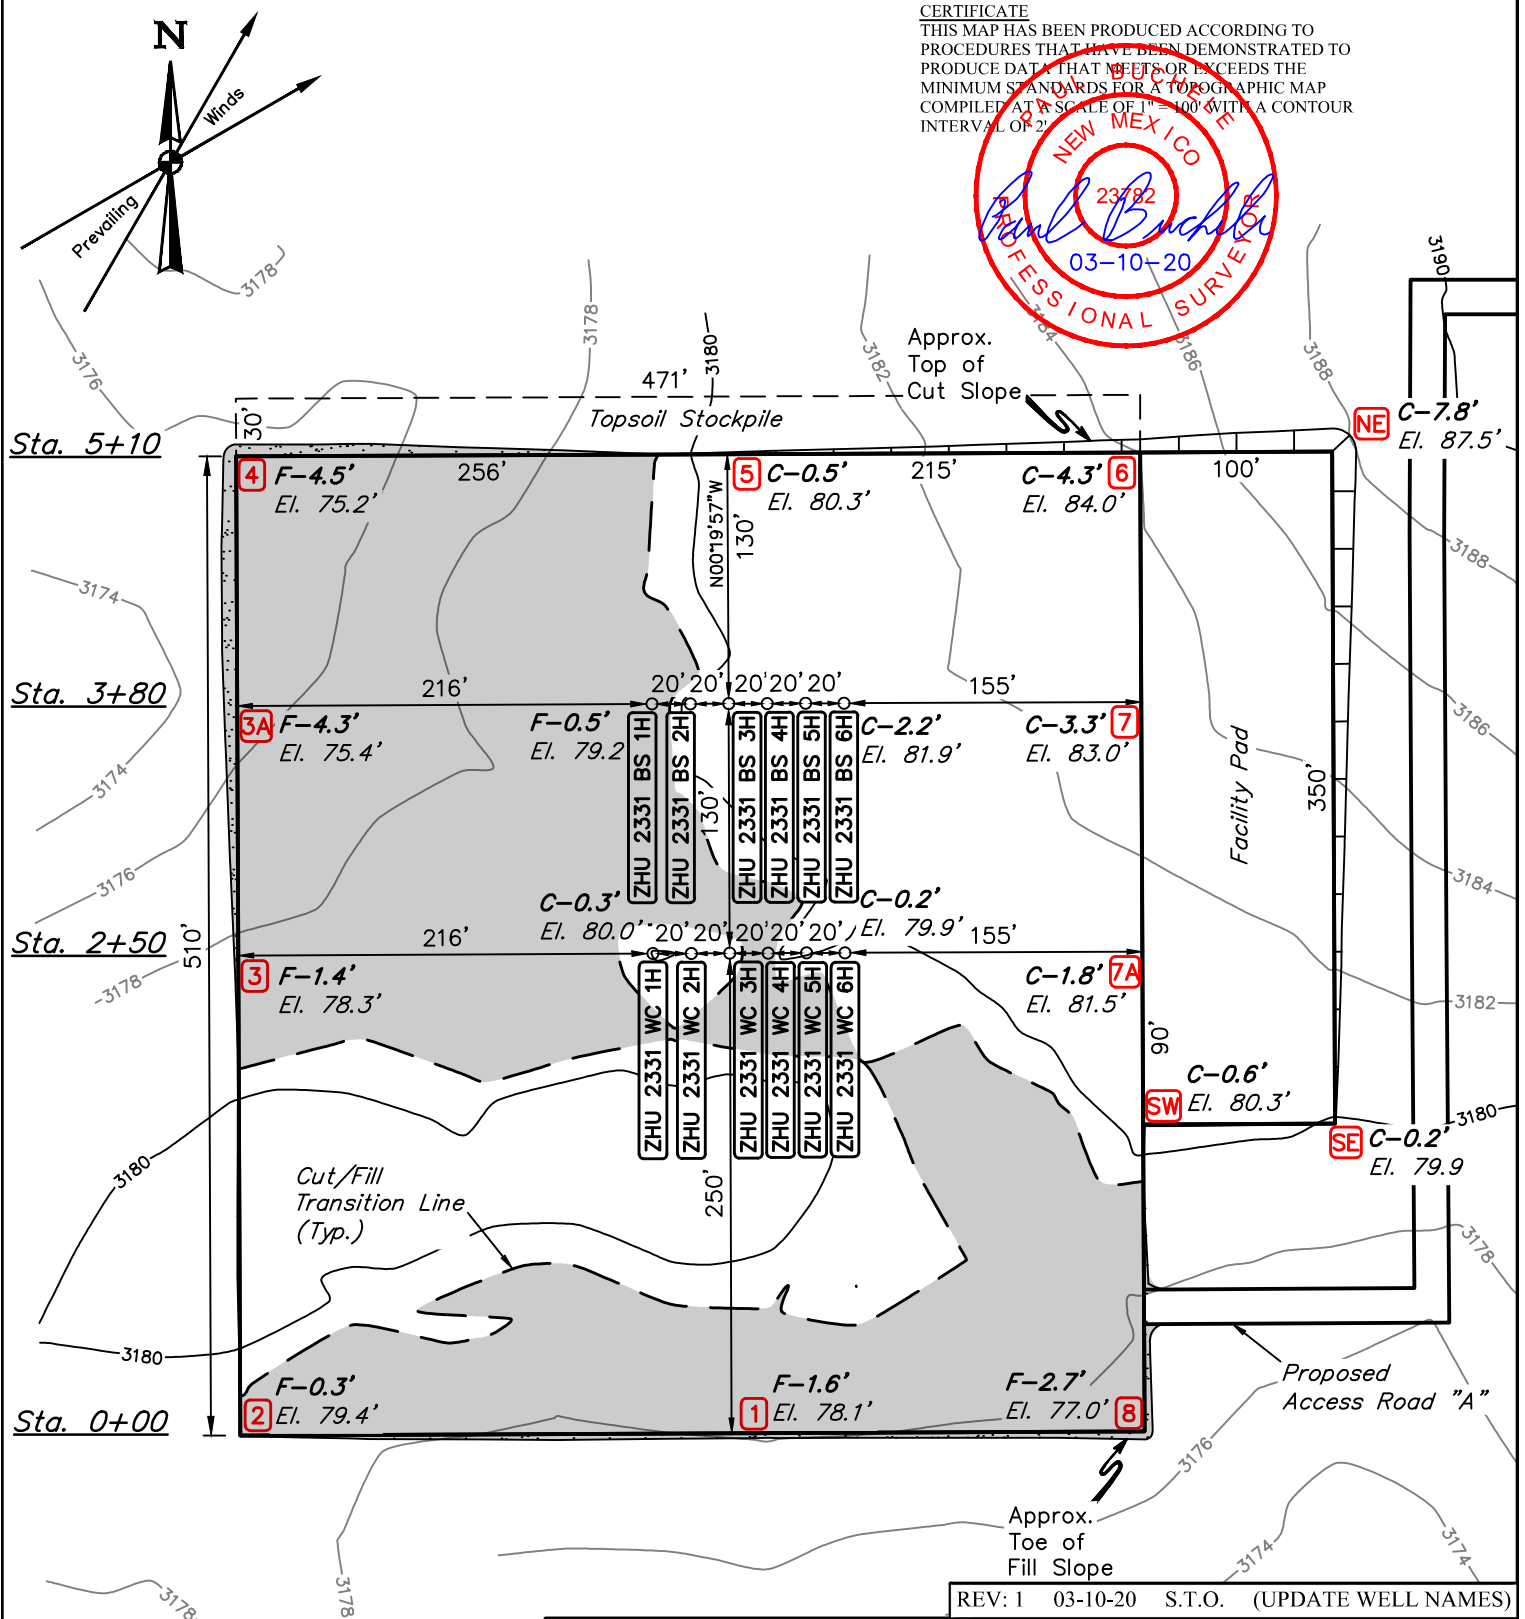 CERTIFICATE
THIS MAP HAS BEEN PRODUCED ACCORDING TO
PROCEDURES THAT HAVE BEEN DEMONSTRATED TO
PRODUCE DATA THAT MEETS OR EXCEEDS THE
MINIMUM STANDARDS FOR A TOPOGRAPHIC MAP
COMPILED AT A SCALE OF 1" = 100' WITH A CONTOUR
INTERVAL OF 2'.
PAUL BUCHELE
NEW MEXICO
23782
Paul Buchele
03-10-20
PROFESSIONAL SURVEYOR
N
Winds
Prevailing
3178
3176
3178
3180
3182
3184
3186
3188
3190
Approx.
Top of
Cut Slope
471'
Topsoil Stockpile
30'
Sta. 5+10
4 F-4.5'
El. 75.2'
256'
5 C-0.5'
El. 80.3'
215'
C-4.3' 6
El. 84.0'
100'
NE C-7.8'
El. 87.5'
N00°19'57"W
130'
3174
3188
Sta. 3+80
216'
20' 20' 20' 20' 20'
155'
3A F-4.3'
El. 75.4'
F-0.5'
El. 79.2
C-2.2'
El. 81.9'
C-3.3' 7
El. 83.0'
3186
ZHU 2331 BS 1H
ZHU 2331 BS 2H
ZHU 2331 BS 3H
ZHU 2331 BS 4H
ZHU 2331 BS 5H
ZHU 2331 BS 6H
130'
Facility Pad
350'
3174
3176
3184
510'
C-0.3'
El. 80.0'
C-0.2'
El. 79.9'
Sta. 2+50
216'
20' 20' 20' 20' 20'
155'
3 F-1.4'
El. 78.3'
C-1.8' 7A
El. 81.5'
3178
3182
ZHU 2331 WC 1H
ZHU 2331 WC 2H
ZHU 2331 WC 3H
ZHU 2331 WC 4H
ZHU 2331 WC 5H
ZHU 2331 WC 6H
90'
C-0.6'
SW El. 80.3'
3180
SE C-0.2'
El. 79.9
3180
Cut/Fill
Transition Line
(Typ.)
250'
3178
3180
Proposed
Access Road "A"
Sta. 0+00
F-0.3'
2 El. 79.4'
F-1.6'
1 El. 78.1'
F-2.7'
El. 77.0' 8
3176
Approx.
Toe of
Fill Slope
3174
3174
3178
3178
REV: 1 03-10-20 S.T.O. (UPDATE WELL NAMES)